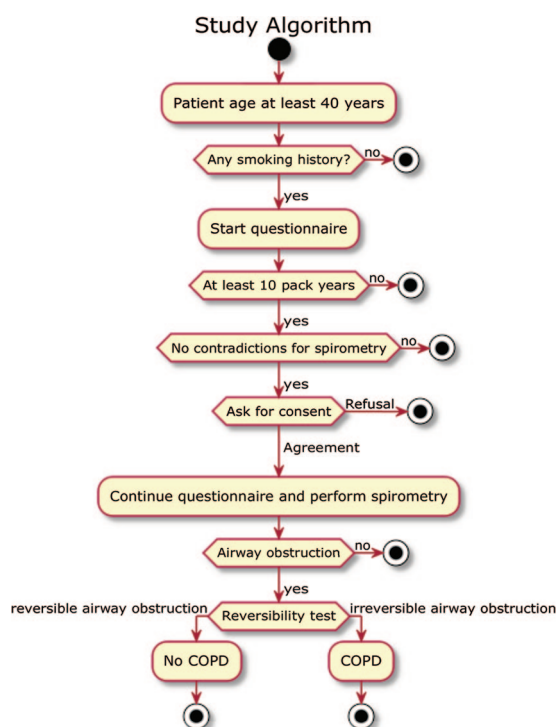 Study Algorithm
Patient age at least 40 years
Any smoking history?
no
yes
Start questionnaire
At least 10 pack years
no
yes
No contradictions for spirometry
no
yes
Ask for consent
Refusal
Agreement
Continue questionnaire and perform spirometry
Airway obstruction
no
yes
reversible airway obstruction
Reversibility test
irreversible airway obstruction
No COPD
COPD